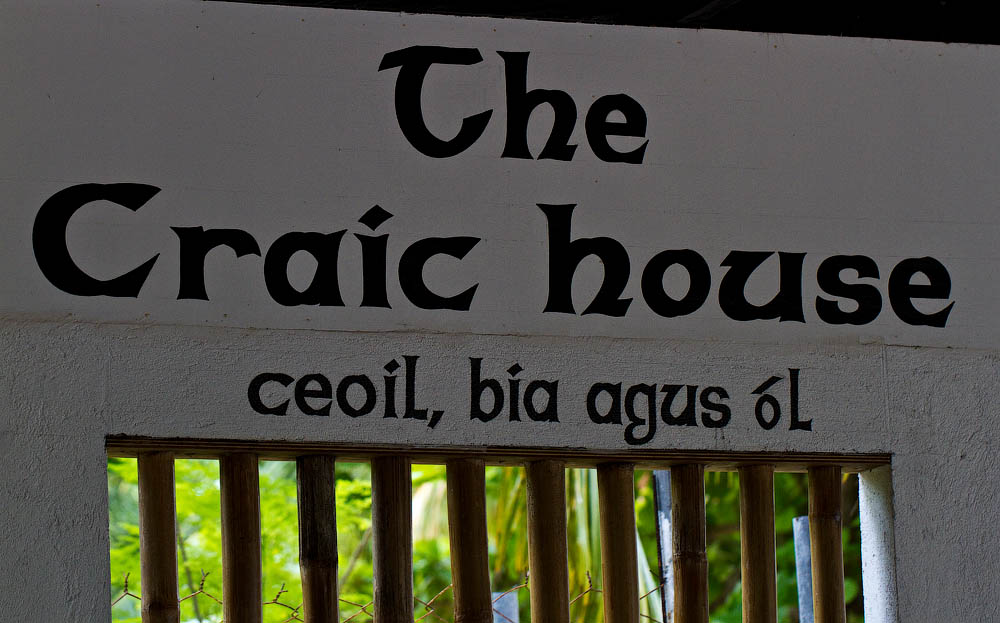 The
Craic house
ceoil, bia agus ól